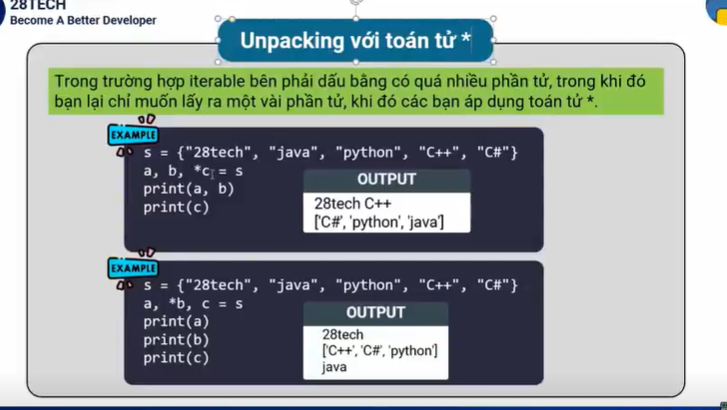 28TECH
Become A Better Developer
Unpacking với toán tử *
Trong trường hợp iterable bên phải dấu bằng có quá nhiều phần tử, trong khi đó
bạn lại chỉ muốn lấy ra một vài phần tử, khi đó các bạn áp dụng toán tử *.
EXAMPLE
s = {"28tech", "java", "python", "C++", "C#"}
a, b, *c = s
print(a, b)
print(c)
OUTPUT
28tech C++
['C#', 'python', 'java']
EXAMPLE
s = {"28tech", "java", "python", "C++", "C#"}
a, *b, c = s
print(a)
print(b)
print(c)
OUTPUT
28tech
['C++', 'C#', 'python']
java